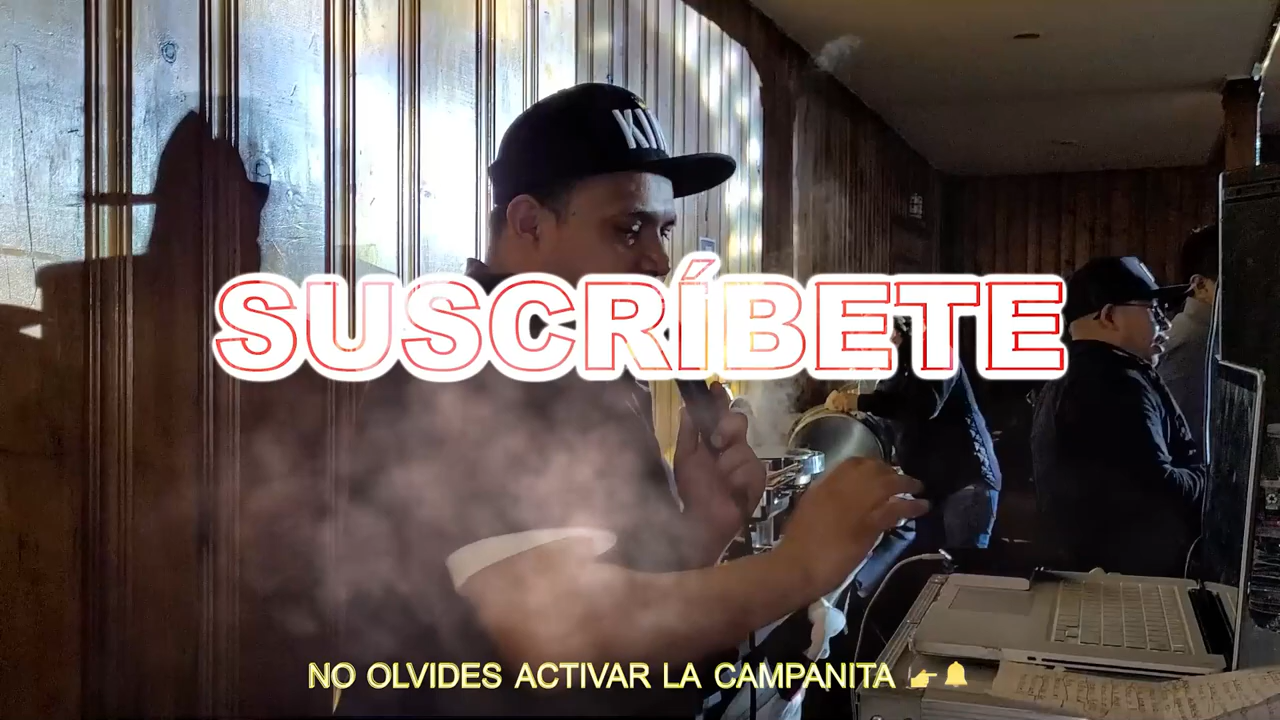 SUSCRÍBETE
NO OLVIDES ACTIVAR LA CAMPANITA 👉🔔